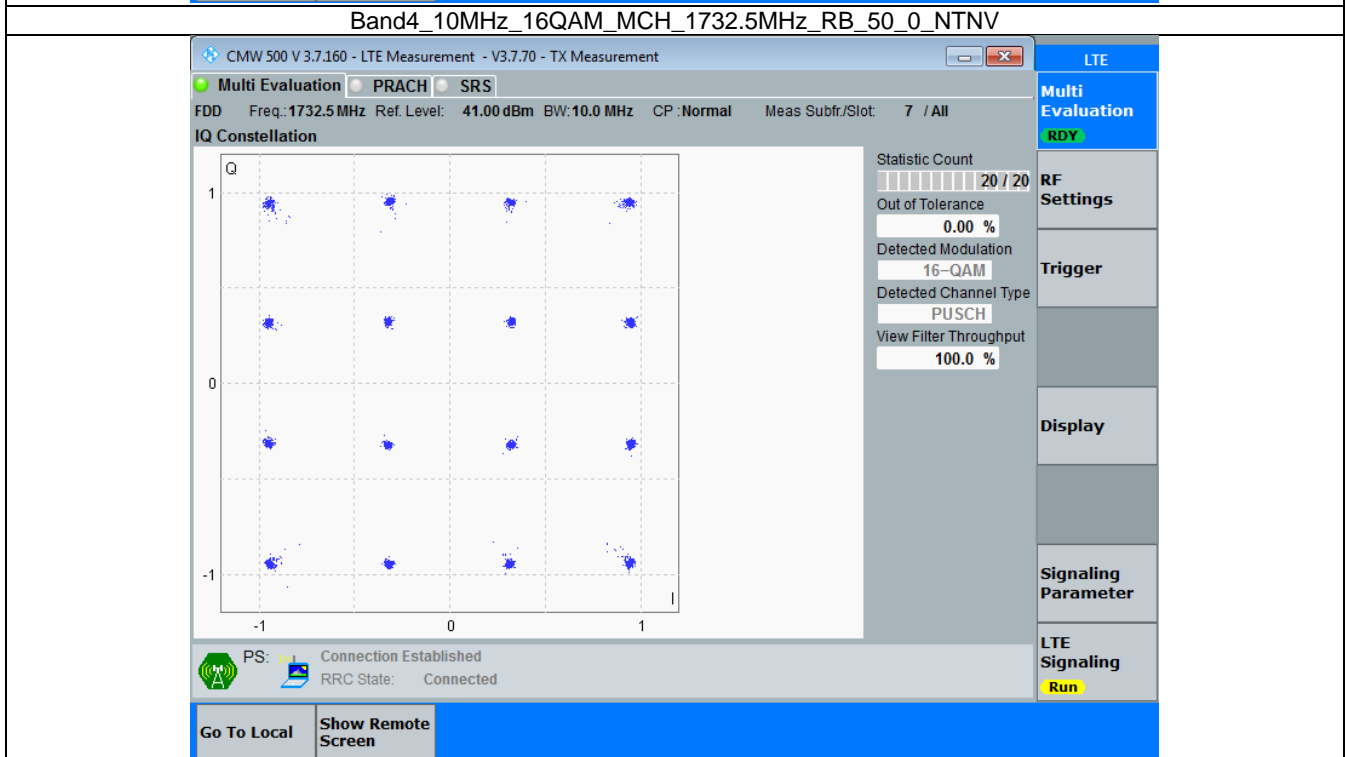 Band4_10MHz_16QAM_MCH_1732.5MHz_RB_50_0_NTNV
CMW 500 V 3.7.160 - LTE Measurement - V3.7.70 - TX Measurement
LTE
Multi Evaluation PRACH SRS
Multi Evaluation
RDY
FDD Freq.:1732.5 MHz Ref. Level: 41.00 dBm BW:10.0 MHz CP :Normal Meas Subfr./Slot: 7 / All
IQ Constellation
Q
1
0
-1
-1 0 1
I
Statistic Count
20 / 20
Out of Tolerance
0.00 %
Detected Modulation
16-QAM
Detected Channel Type
PUSCH
View Filter Throughput
100.0 %
RF
Settings
Trigger
Display
Signaling
Parameter
LTE
Signaling
Run
PS:
Connection Established
RRC State: Connected
Go To Local
Show Remote
Screen